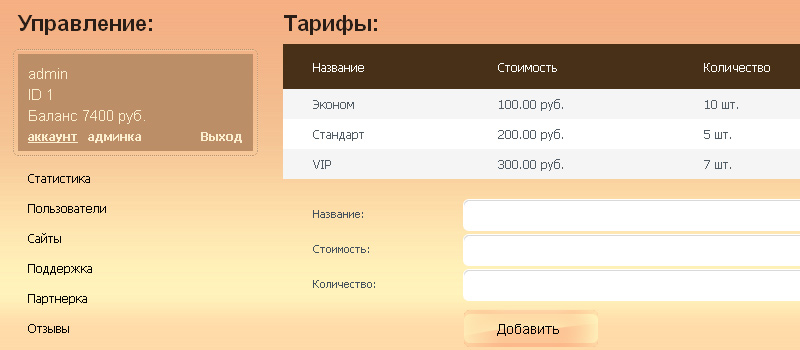 Управление:
admin
ID 1
Баланс 7400 руб.
аккаунт админка Выход
Статистика
Пользователи
Сайты
Поддержка
Партнерка
Отзывы
Тарифы:
Название Стоимость Количество
Эконом 100.00 руб. 10 шт.
Стандарт 200.00 руб. 5 шт.
VIP 300.00 руб. 7 шт.
Название:
Стоимость:
Количество:
Добавить